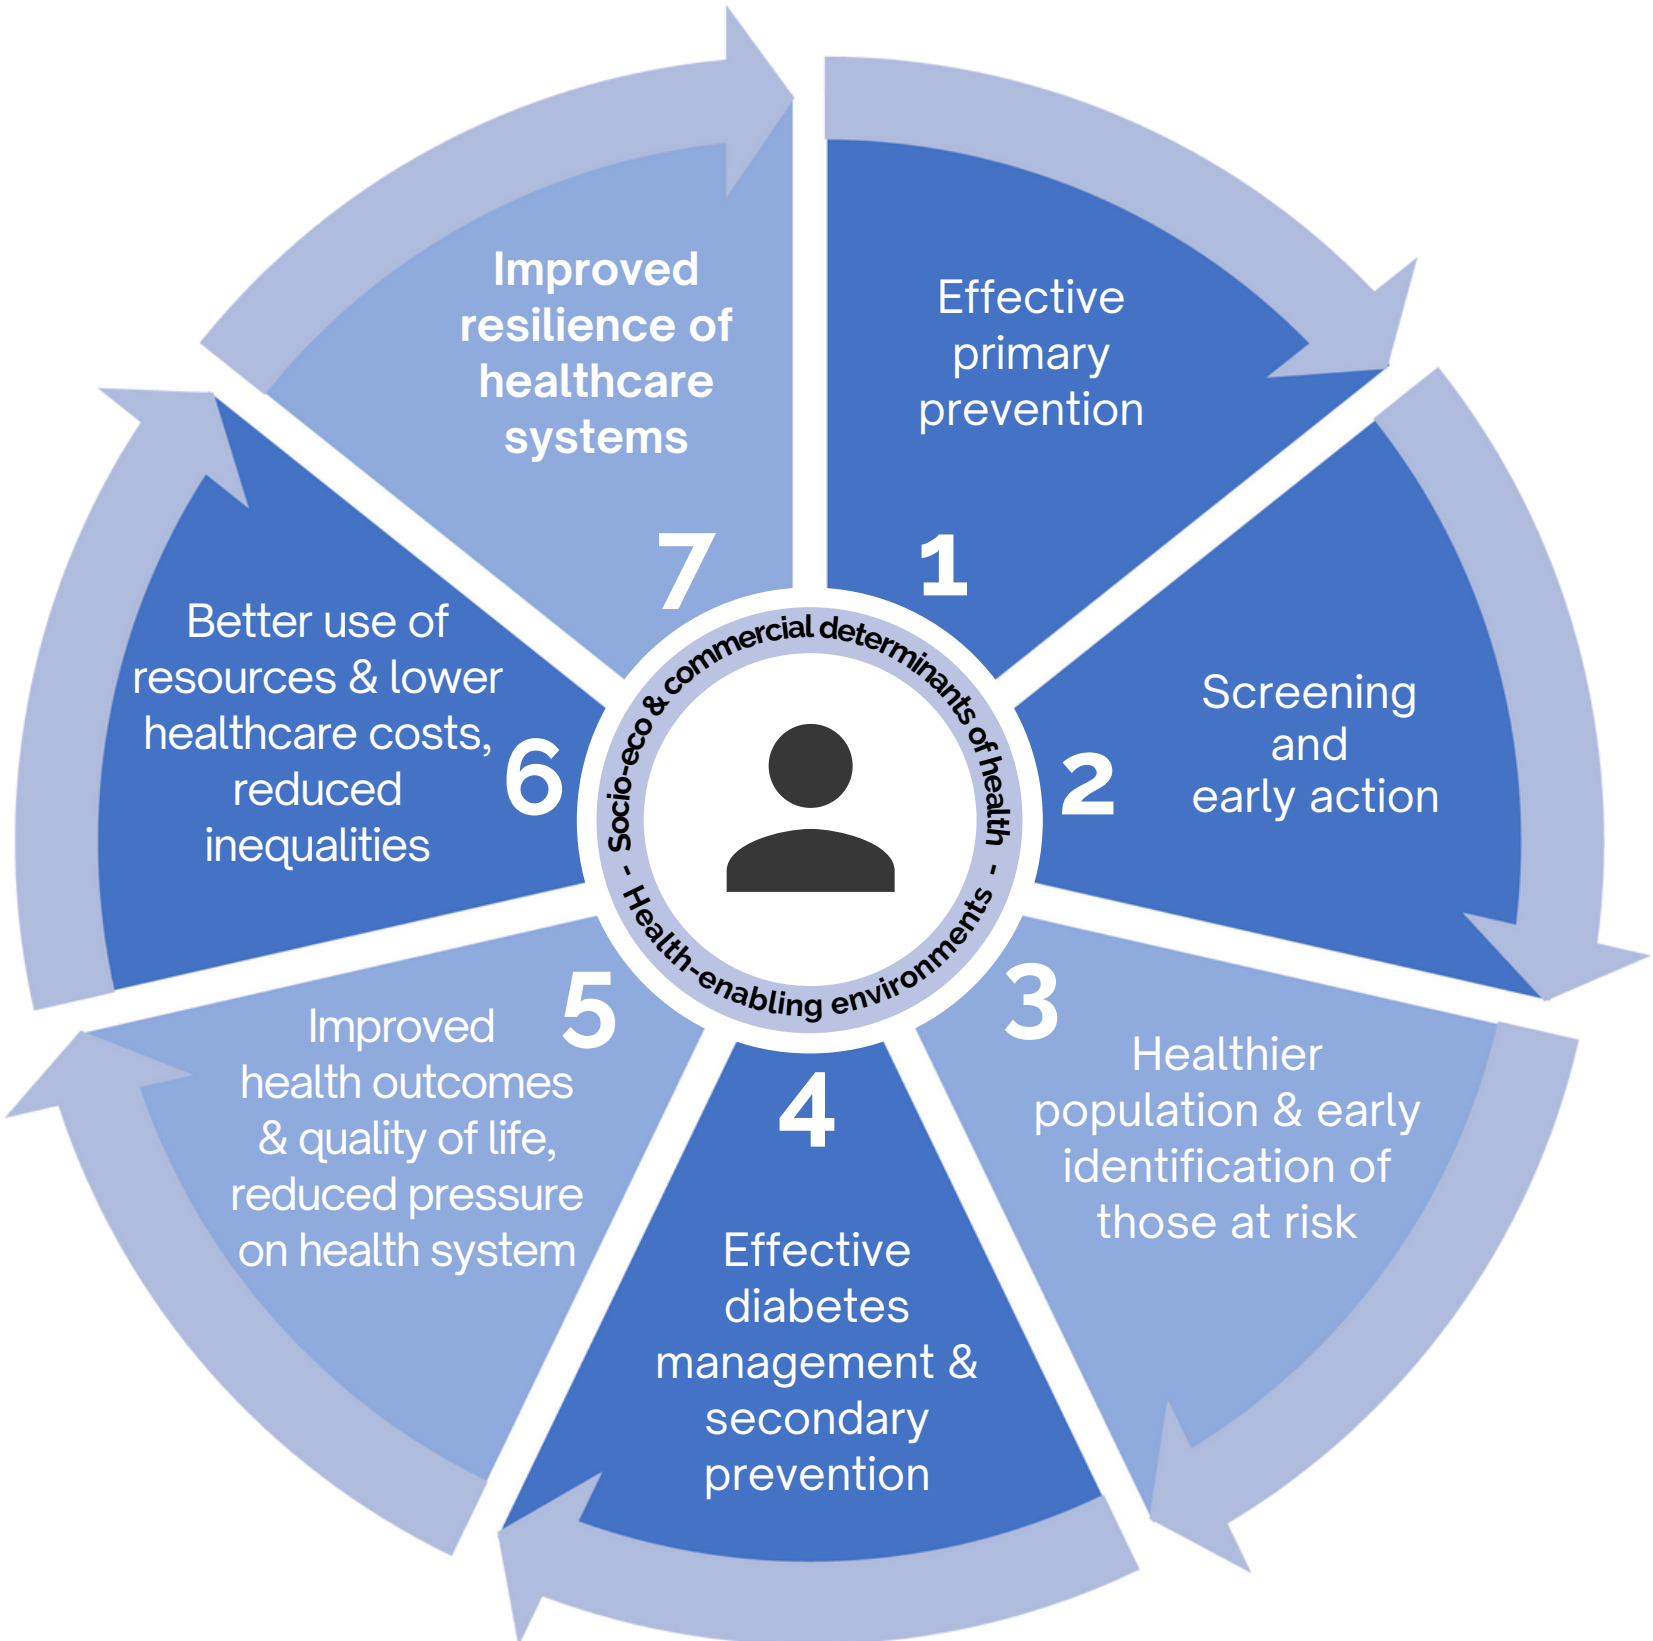 1
Effective
primary
prevention
2
Screening
and
early action
3
Healthier
population & early
identification of
those at risk
4
Effective
diabetes
management &
secondary
prevention
5
Improved
health outcomes
& quality of life,
reduced pressure
on health system
6
Better use of
resources & lower
healthcare costs,
reduced
inequalities
7
Improved
resilience of
healthcare
systems
Socio-eco & commercial determinants of health -
Health-enabling environments -